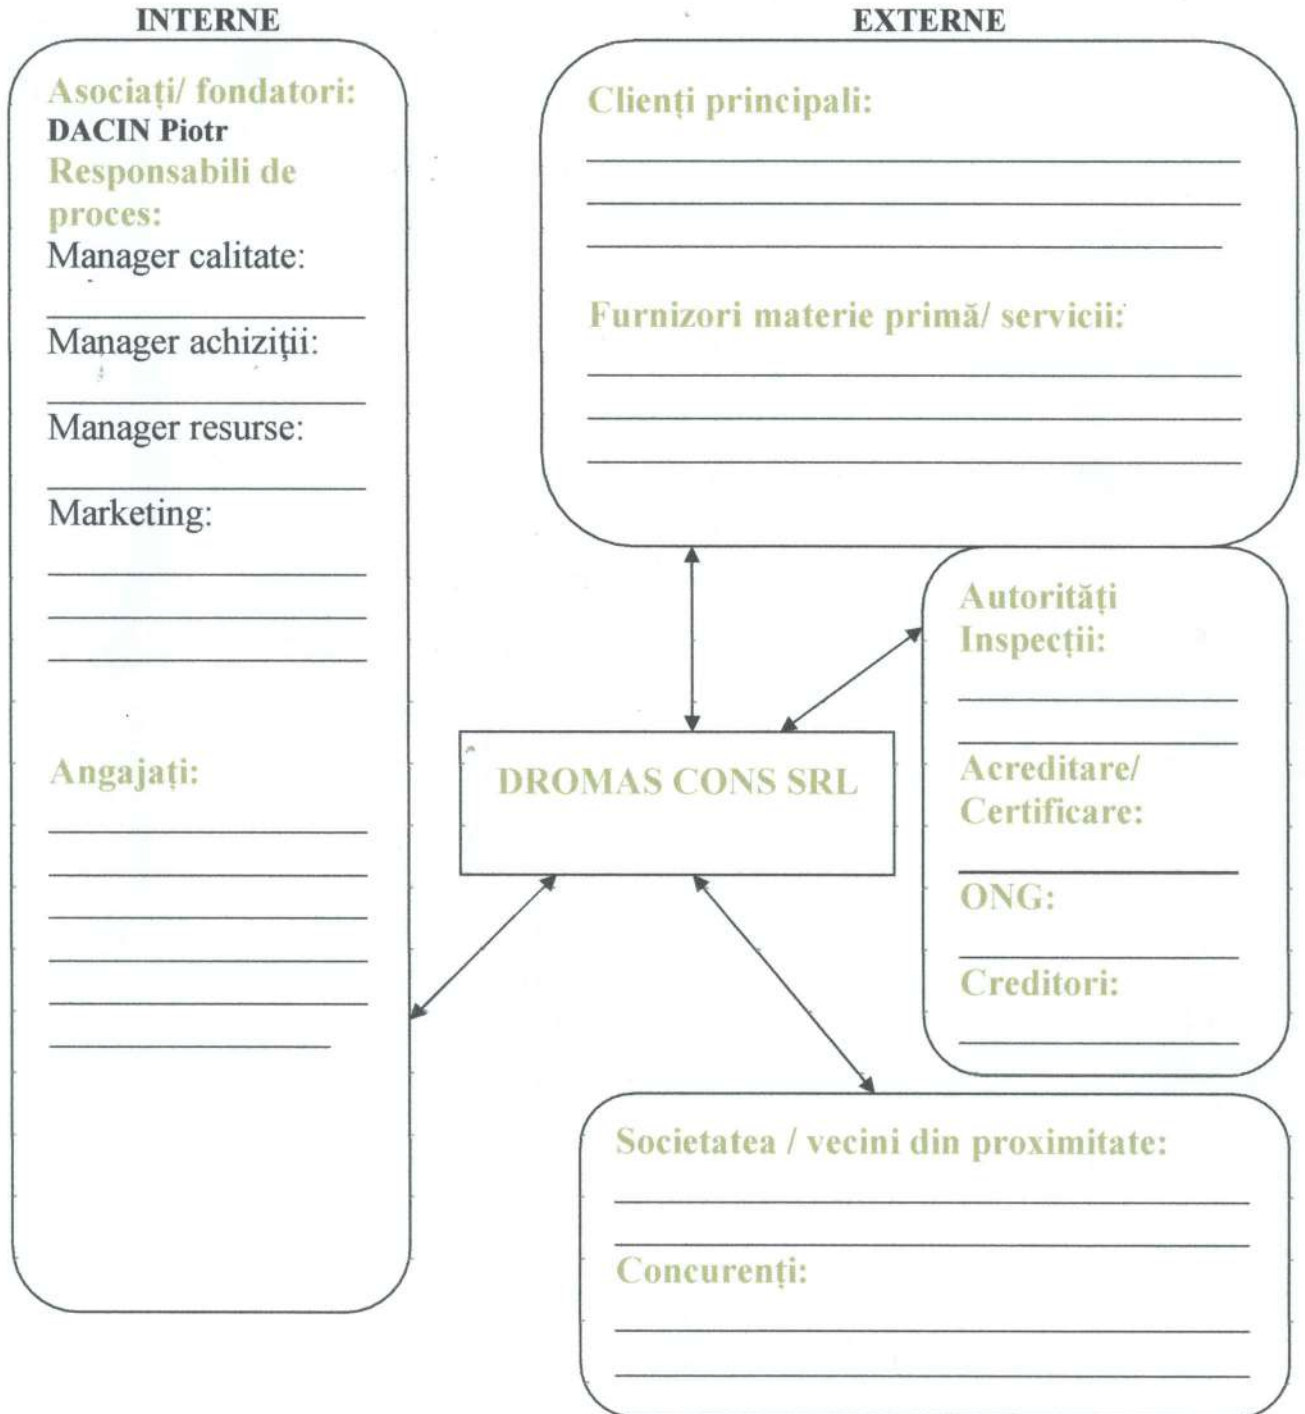 INTERNE
Asociați/ fondatori:
DACIN Piotr
Responsabili de
proces:
Manager calitate:
Manager achiziții:
Manager resurse:
Marketing:
Angajați:
EXTERNE
Clienți principali:
Furnizori materie primă/ servicii:
Autorități
Inspecții:
Acreditare/
Certificare:
ONG:
Creditori:
DROMAS CONS SRL
Societatea / vecini din proximitate:
Concurenți: